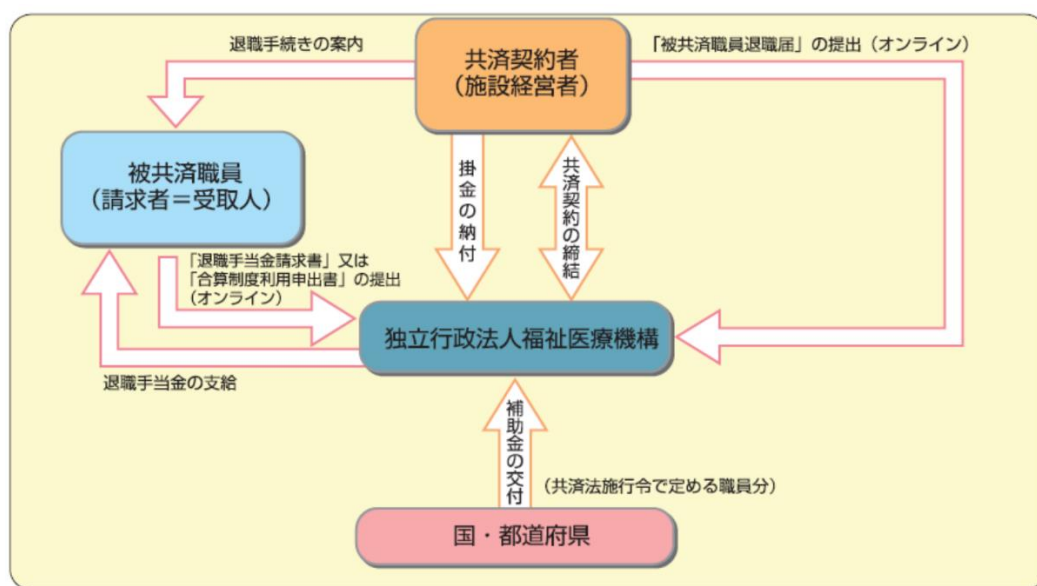 退職手続きの案内
共済契約者
(施設経営者)
「被共済職員退職届」の提出(オンライン)
被共済職員
(請求者=受取人)
掛金の納付
共済契約の締結
「退職手当金請求書」又は
「合算制度利用申出書」の提出
(オンライン)
独立行政法人福祉医療機構
退職手当金の支給
補助金の交付
(共済法施行令で定める職員分)
国・都道府県